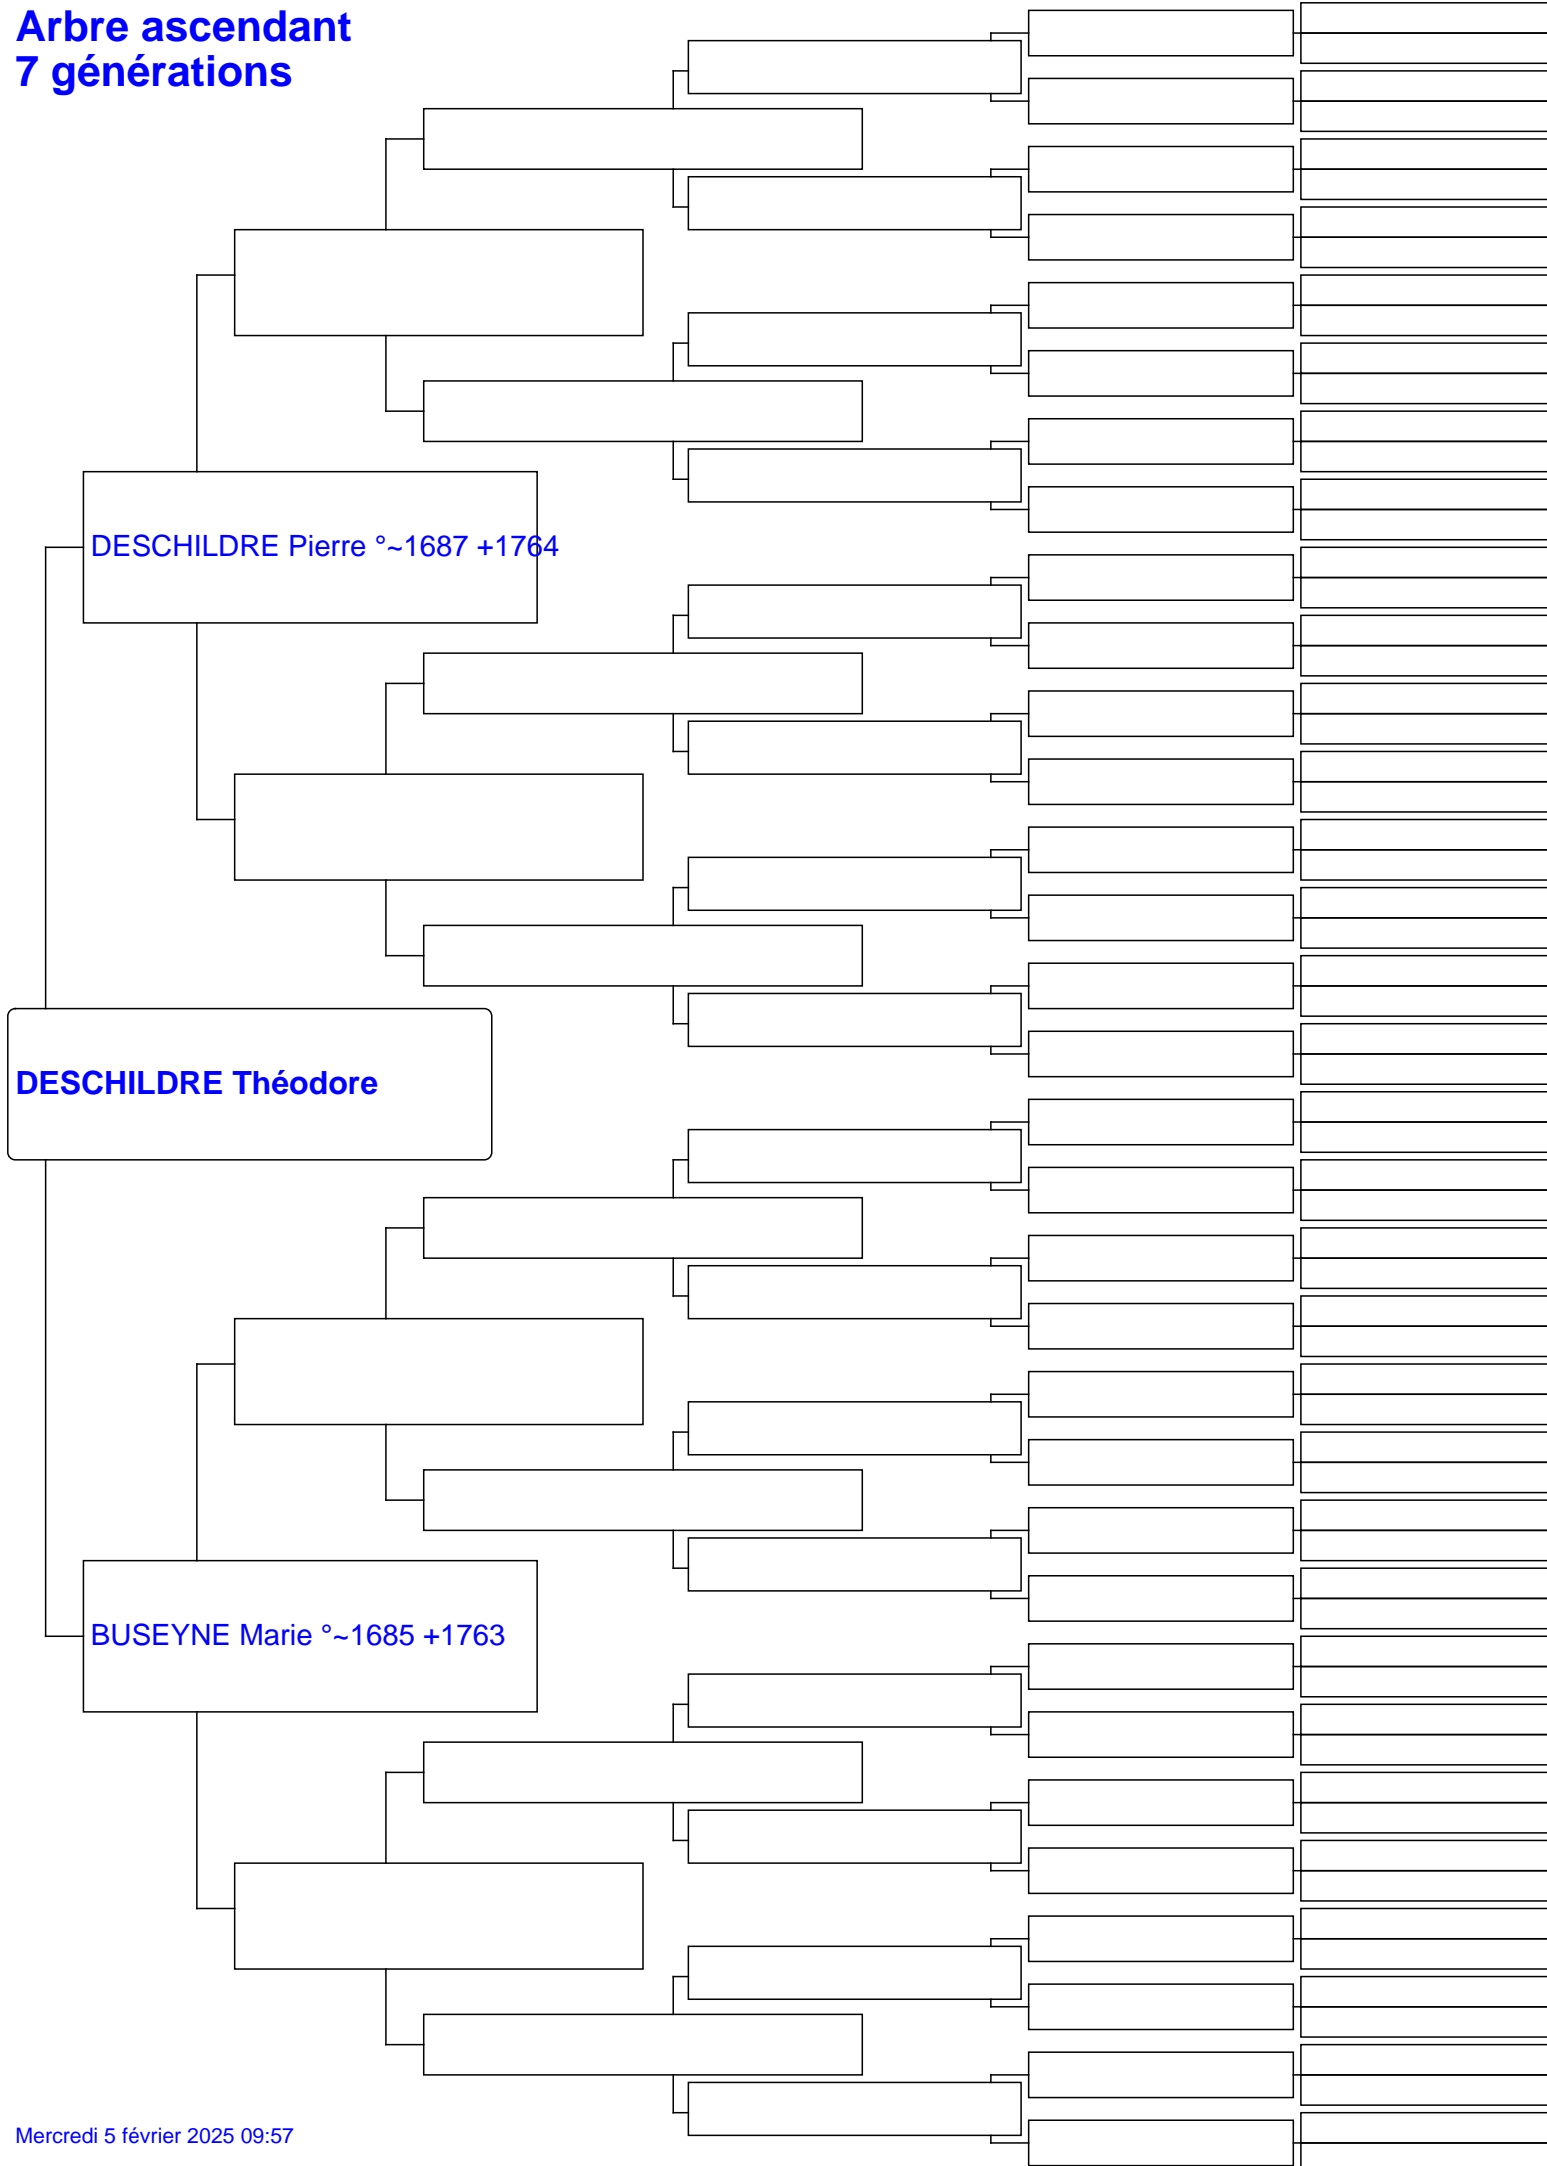 Arbre ascendant
7 générations
DESCHILDRE Pierre °~1687 +1764
DESCHILDRE Théodore
BUSEYNE Marie °~1685 +1763
Mercredi 5 février 2025 09:57